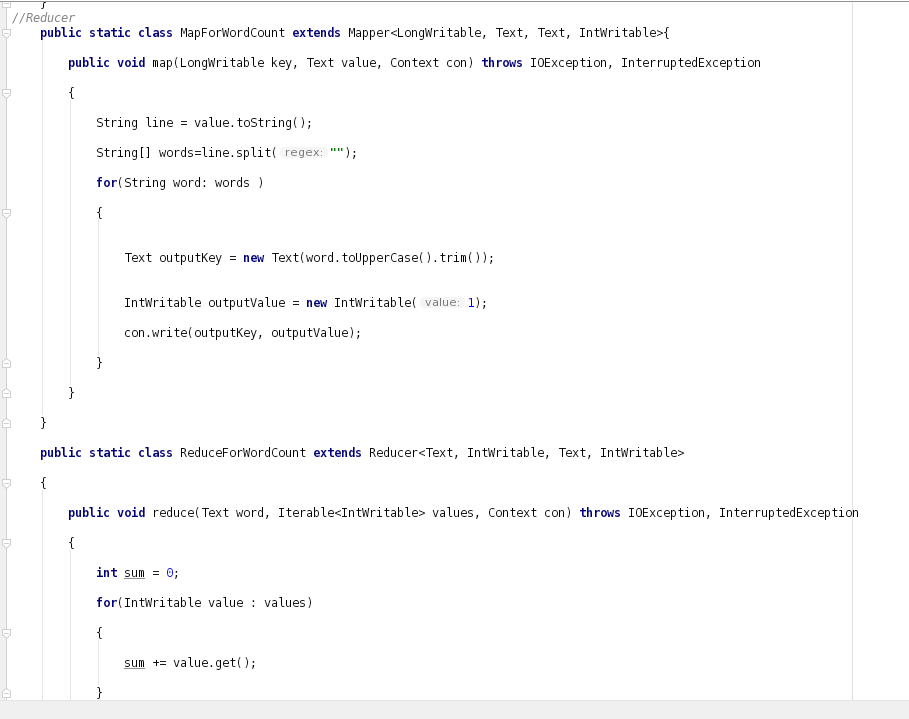 }
//Reducer
public static class MapForWordCount extends Mapper<LongWritable, Text, Text, IntWritable>{
public void map(LongWritable key, Text value, Context con) throws IOException, InterruptedException
{
String line = value.toString();
String[] words=line.split( regex: "");
for(String word: words )
{
Text outputKey = new Text(word.toUpperCase().trim());
IntWritable outputValue = new IntWritable( value: 1);
con.write(outputKey, outputValue);
}
}
}
public static class ReduceForWordCount extends Reducer<Text, IntWritable, Text, IntWritable>
{
public void reduce(Text word, Iterable<IntWritable> values, Context con) throws IOException, InterruptedException
{
int sum = 0;
for(IntWritable value : values)
{
sum += value.get();
}